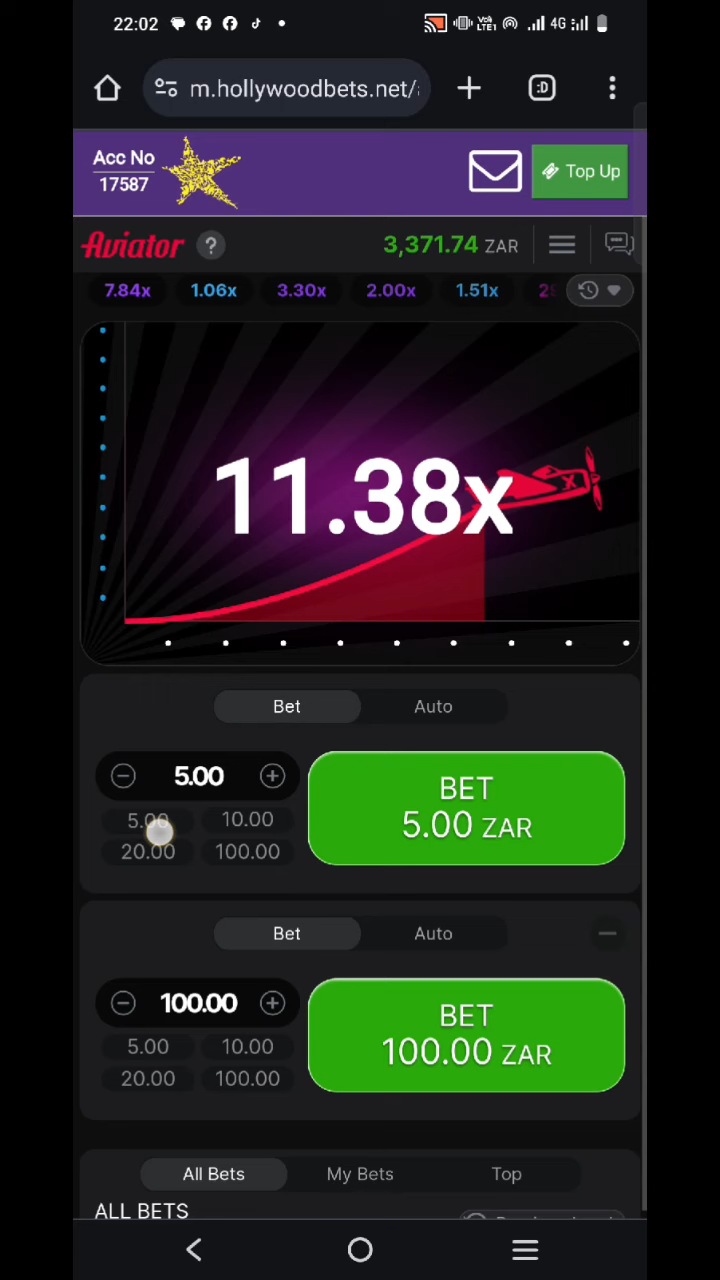 22:02 VoD LTE1 4G
m.hollywoodbets.net/
:D
Acc No
17587
Top Up
Aviator ? 3,371.74 ZAR
7.84x 1.06x 3.30x 2.00x 1.51x
11.38x
X
Bet Auto
5.00
5.00 10.00
20.00 100.00
BET
5.00 ZAR
Bet Auto
100.00
5.00 10.00
20.00 100.00
BET
100.00 ZAR
All Bets My Bets Top
ALL BETS